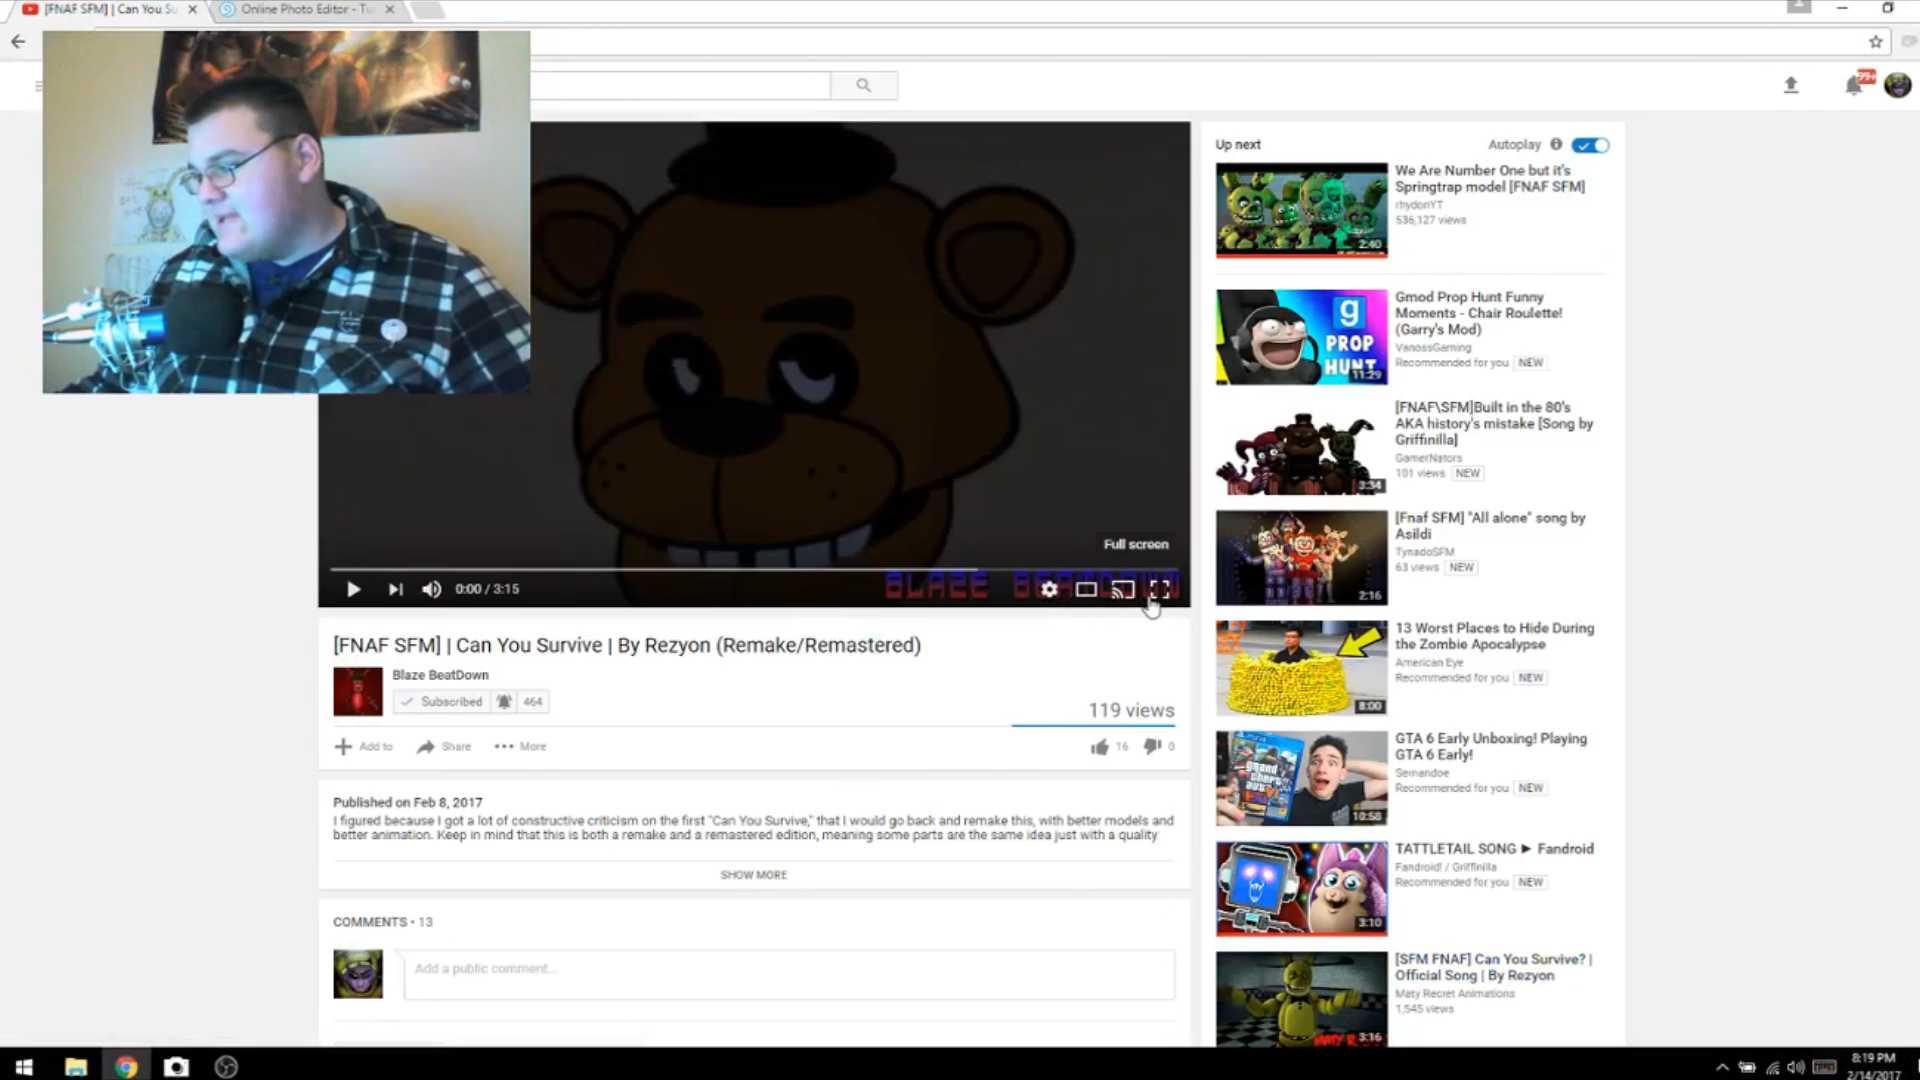 [FNAF SFM] | Can You Su
Online Photo Editor - Tu
99+
Up next
Autoplay
We Are Number One but it's
Springtrap model [FNAF SFM]
rhydonYT
536,127 views
2:40
Gmod Prop Hunt Funny
Moments - Chair Roulette!
(Garry's Mod)
VanossGaming
Recommended for you NEW
g
PROP
HUNT
11:29
[FNAF\SFM]Built in the 80's
AKA history's mistake [Song by
Griffinilla]
GamerNators
101 views NEW
3:34
[Fnaf SFM] "All alone" song by
Asildi
TynadoSFM
63 views NEW
2:16
Full screen
BLAZE BEATDOWN
0:00 / 3:15
[FNAF SFM] | Can You Survive | By Rezyon (Remake/Remastered)
Blaze BeatDown
Subscribed 464
119 views
Add to Share More
16 0
13 Worst Places to Hide During
the Zombie Apocalypse
American Eye
Recommended for you NEW
8:00
GTA 6 Early Unboxing! Playing
GTA 6 Early!
Sernandoe
Recommended for you NEW
grand
theft
auto
10:58
Published on Feb 8, 2017
I figured because I got a lot of constructive criticism on the first "Can You Survive," that I would go back and remake this, with better models and
better animation. Keep in mind that this is both a remake and a remastered edition, meaning some parts are the same idea just with a quality
SHOW MORE
TATTLETAIL SONG ► Fandroid
Fandroid! / Griffinilla
Recommended for you NEW
3:10
COMMENTS • 13
Add a public comment...
[SFM FNAF] Can You Survive? |
Official Song | By Rezyon
Maty Recret Animations
1,545 views
MATY R
3:16
8:19 PM
2/14/2017